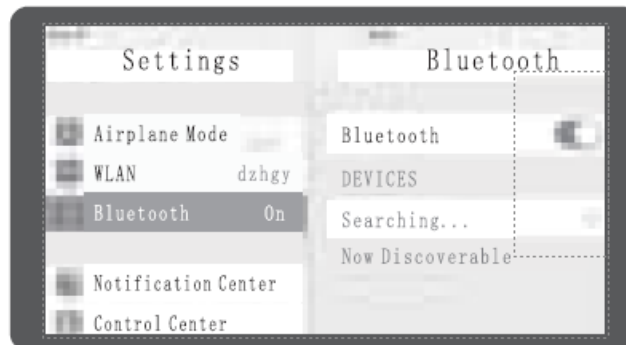 Settings
Airplane Mode
WLAN dzhgy
Bluetooth On
Notification Center
Control Center
Bluetooth
Bluetooth
DEVICES
Searching...
Now Discoverable